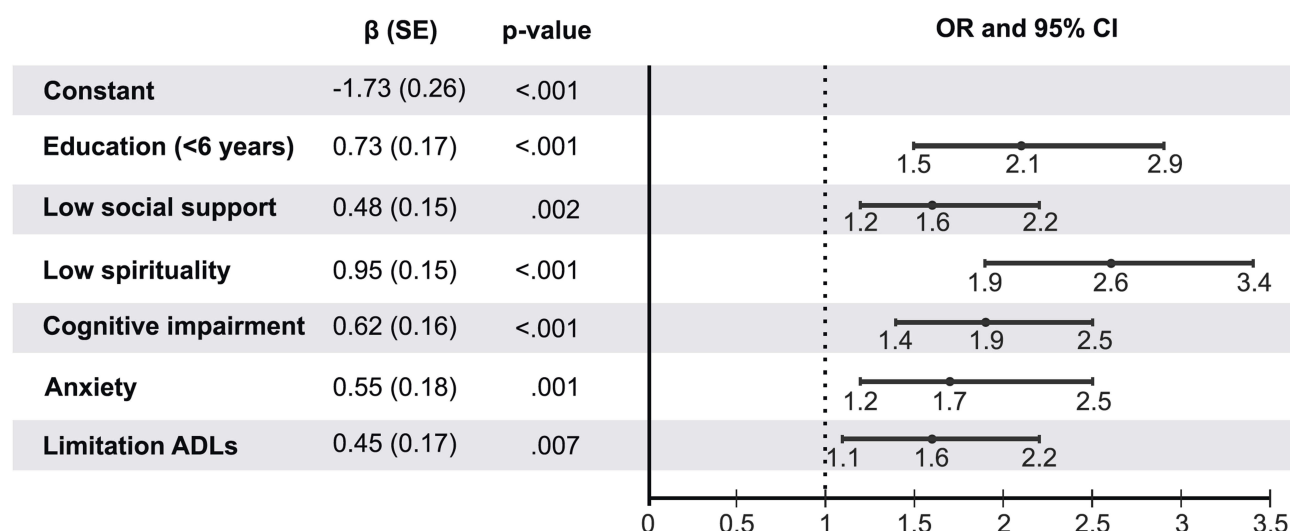 β (SE) p-value OR and 95% CI
Constant -1.73 (0.26) <.001
Education (<6 years) 0.73 (0.17) <.001
1.5 2.1 2.9
Low social support 0.48 (0.15) .002
1.2 1.6 2.2
Low spirituality 0.95 (0.15) <.001
1.9 2.6 3.4
Cognitive impairment 0.62 (0.16) <.001
1.4 1.9 2.5
Anxiety 0.55 (0.18) .001
1.2 1.7 2.5
Limitation ADLs 0.45 (0.17) .007
1.1 1.6 2.2
0 0.5 1 1.5 2 2.5 3 3.5